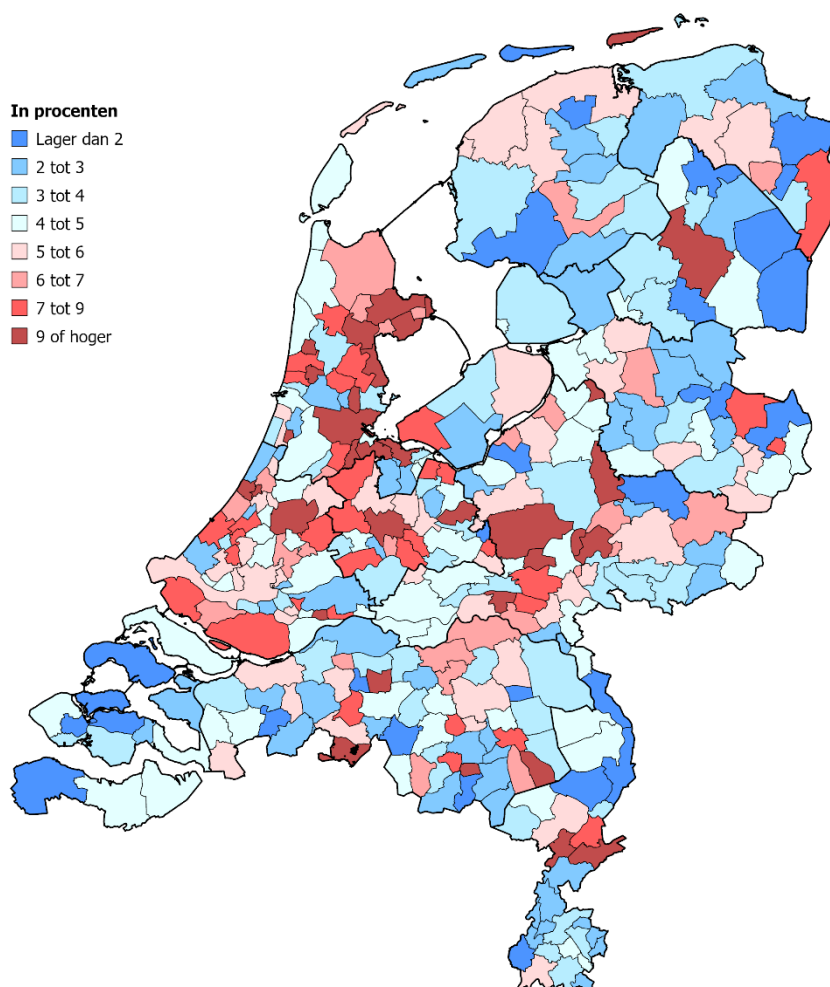 In procenten
Lager dan 2
2 tot 3
3 tot 4
4 tot 5
5 tot 6
6 tot 7
7 tot 9
9 of hoger